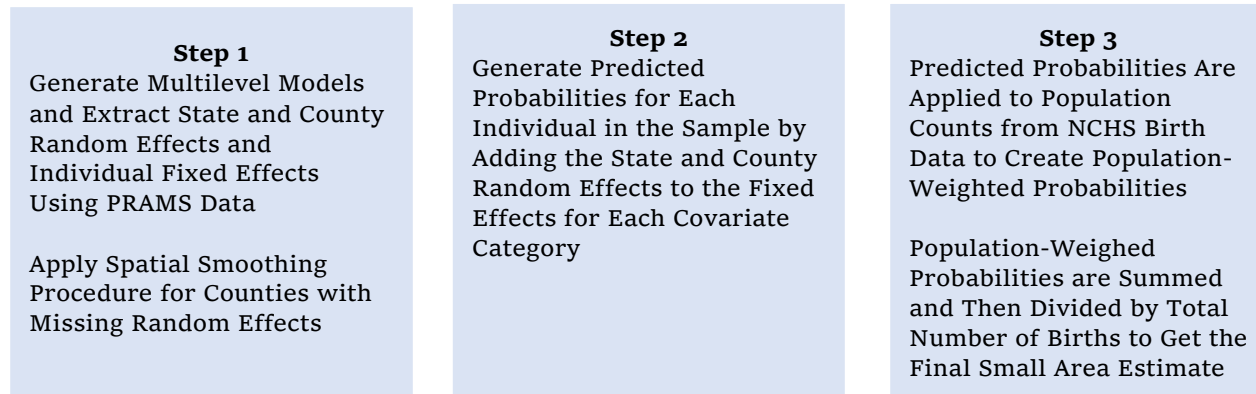 Step 1
Generate Multilevel Models
and Extract State and County
Random Effects and
Individual Fixed Effects
Using PRAMS Data
Apply Spatial Smoothing
Procedure for Counties with
Missing Random Effects
Step 2
Generate Predicted
Probabilities for Each
Individual in the Sample by
Adding the State and County
Random Effects to the Fixed
Effects for Each Covariate
Category
Step 3
Predicted Probabilities Are
Applied to Population
Counts from NCHS Birth
Data to Create Population-
Weighted Probabilities
Population-Weighed
Probabilities are Summed
and Then Divided by Total
Number of Births to Get the
Final Small Area Estimate